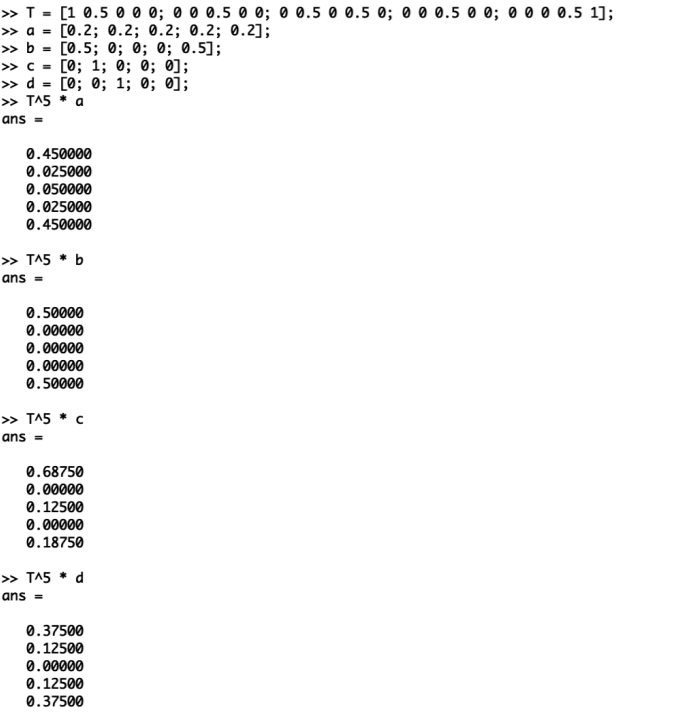 >> T = [1 0.5 0 0 0; 0 0 0.5 0 0; 0 0.5 0 0.5 0; 0 0 0.5 0 0; 0 0 0 0.5 1];
>> a = [0.2; 0.2; 0.2; 0.2; 0.2];
>> b = [0.5; 0; 0; 0; 0.5];
>> c = [0; 1; 0; 0; 0];
>> d = [0; 0; 1; 0; 0];
>> T^5 * a
ans =
0.450000
0.025000
0.050000
0.025000
0.450000
>> T^5 * b
ans =
0.50000
0.00000
0.00000
0.00000
0.50000
>> T^5 * c
ans =
0.68750
0.00000
0.12500
0.00000
0.18750
>> T^5 * d
ans =
0.37500
0.12500
0.00000
0.12500
0.37500